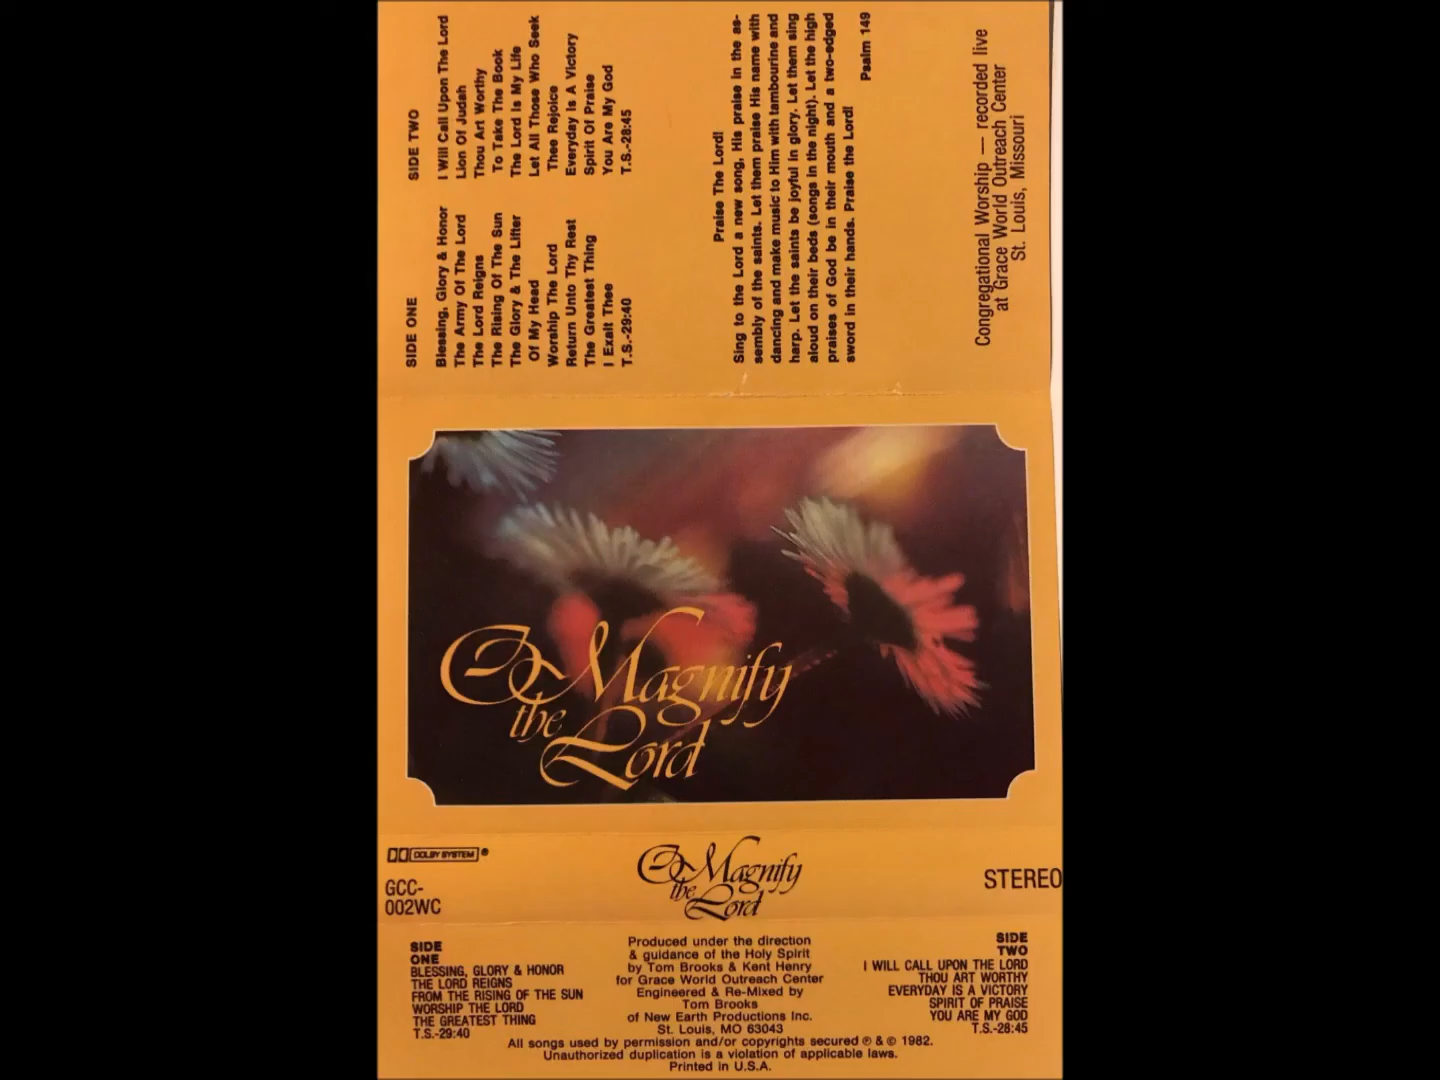 SIDE ONE
Blessing, Glory & Honor
The Army Of The Lord
The Lord Reigns
The Rising Of The Sun
The Glory & The Lifter
Of My Head
Worship The Lord
Return Unto Thy Rest
The Greatest Thing
I Exalt Thee
T.S.-29:40
SIDE TWO
I Will Call Upon The Lord
Lion Of Judah
Thou Art Worthy
To Take The Book
The Lord Is My Life
Let All Those Who Seek
Thee Rejoice
Everyday Is A Victory
Spirit Of Praise
You Are My God
T.S.-28:45
Praise The Lord!
Sing to the Lord a new song, His praise in the as-
sembly of the saints. Let them praise His name with
dancing and make music to Him with tambourine and
harp. Let the saints be joyful in glory. Let them sing
aloud on their beds (songs in the night). Let the high
praises of God be in their mouth and a two-edged
sword in their hands. Praise the Lord!
Psalm 149
Congregational Worship — recorded live
at Grace World Outreach Center
St. Louis, Missouri
O Magnify
the
Lord
DOLBY SYSTEM ®
GCC-
002WC
O Magnify
the
Lord
STEREO
SIDE
ONE
BLESSING, GLORY & HONOR
THE LORD REIGNS
FROM THE RISING OF THE SUN
WORSHIP THE LORD
THE GREATEST THING
T.S.-29:40
Produced under the direction
& guidance of the Holy Spirit
by Tom Brooks & Kent Henry
for Grace World Outreach Center
Engineered & Re-Mixed by
Tom Brooks
of New Earth Productions Inc.
St. Louis, MO 63043
SIDE
TWO
I WILL CALL UPON THE LORD
THOU ART WORTHY
EVERYDAY IS A VICTORY
SPIRIT OF PRAISE
YOU ARE MY GOD
T.S.-28:45
All songs used by permission and/or copyrights secured ℗ & © 1982.
Unauthorized duplication is a violation of applicable laws.
Printed in U.S.A.